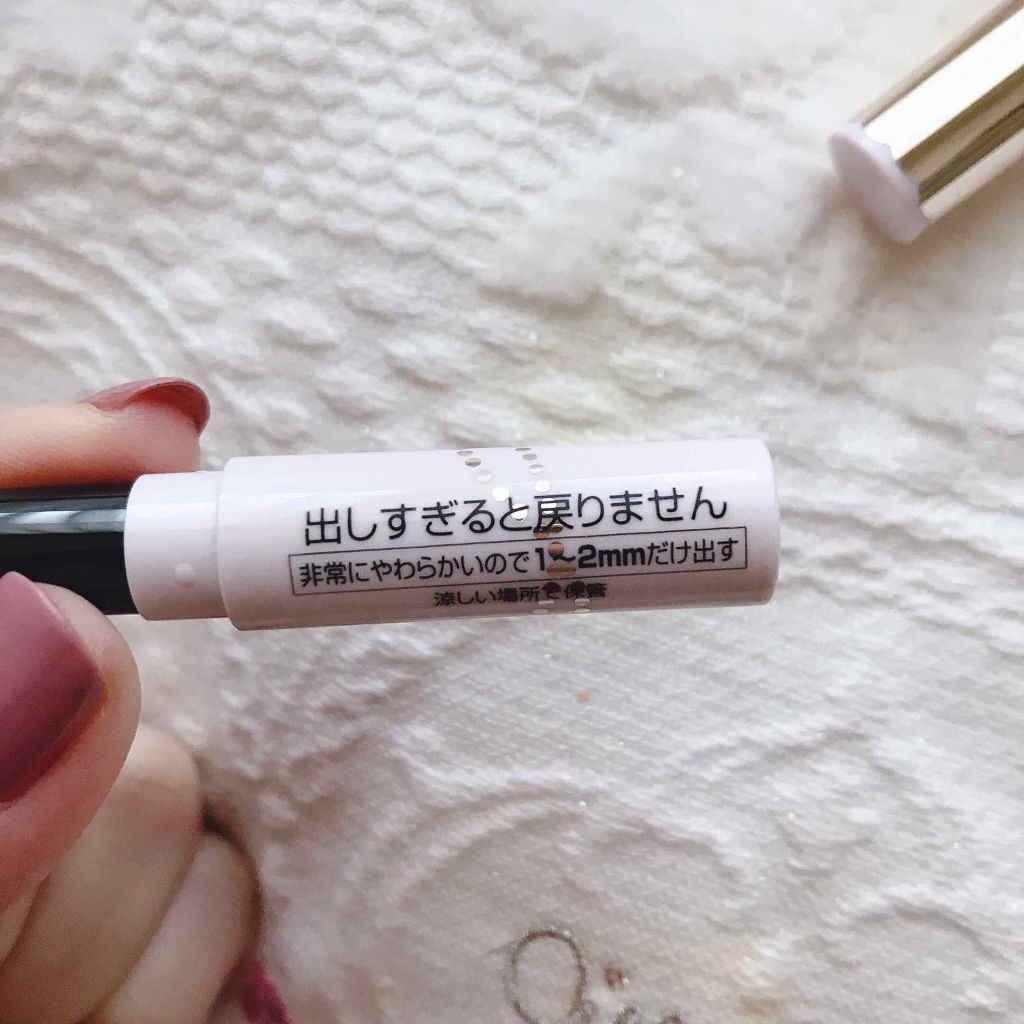 出しすぎると戻りません
非常にやわらかいので1〜2mmだけ出す
涼しい場所で保管